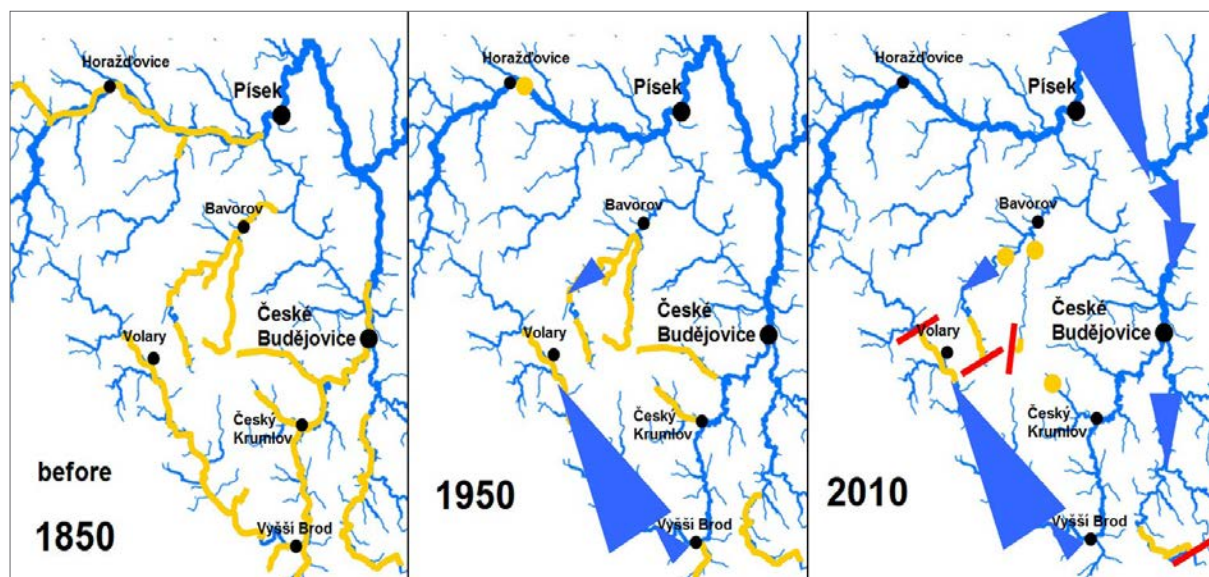 Horažďovice
Písek
Bavorov
České
Budějovice
Volary
Český
Krumlov
before
1850
Vyšší Brod
Horažďovice
Písek
Bavorov
České
Budějovice
Volary
Český
Krumlov
1950
Vyšší Brod
Horažďovice
Písek
Bavorov
České
Budějovice
Volary
Český
Krumlov
2010
Vyšší Brod